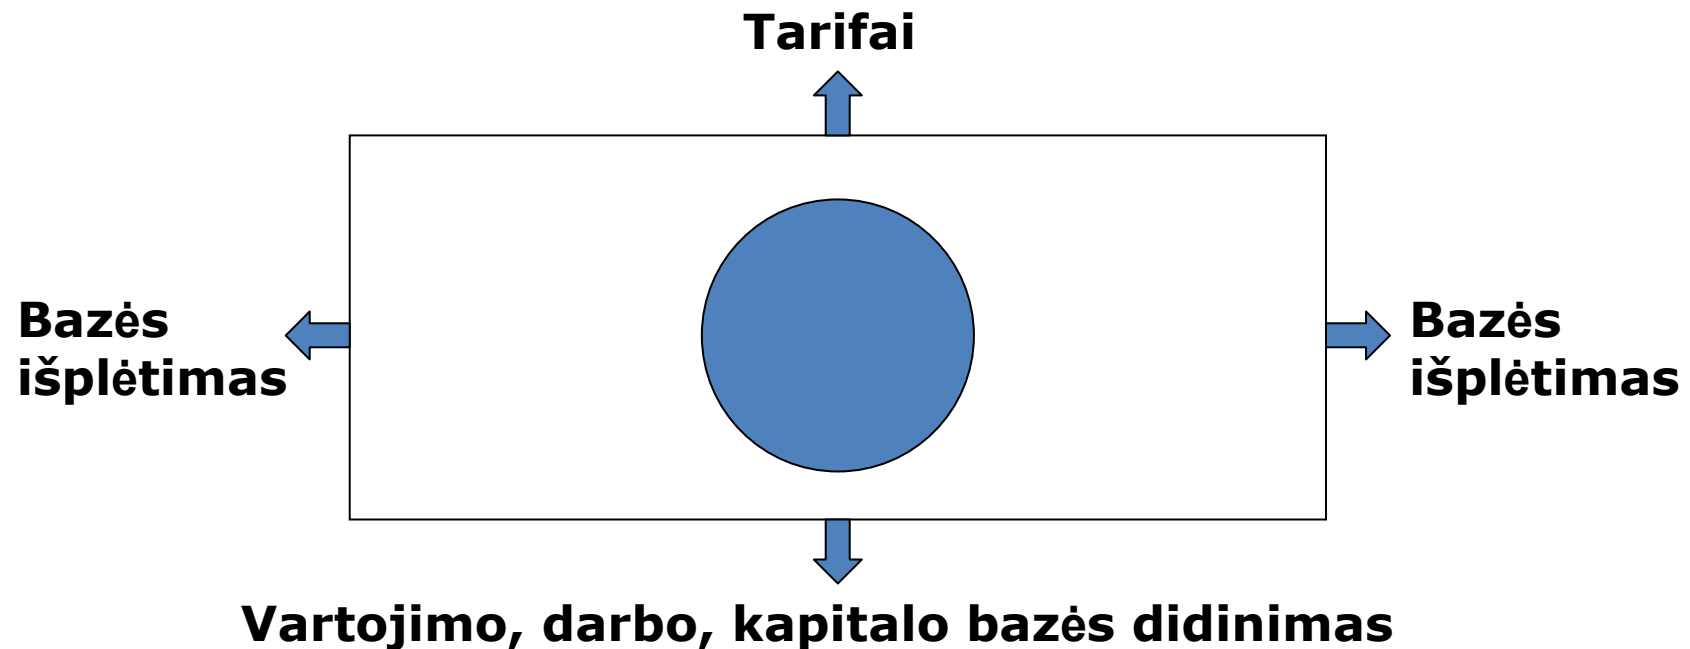 Tarifai
Bazės
išplėtimas
Bazės
išplėtimas
Vartojimo, darbo, kapitalo bazės didinimas